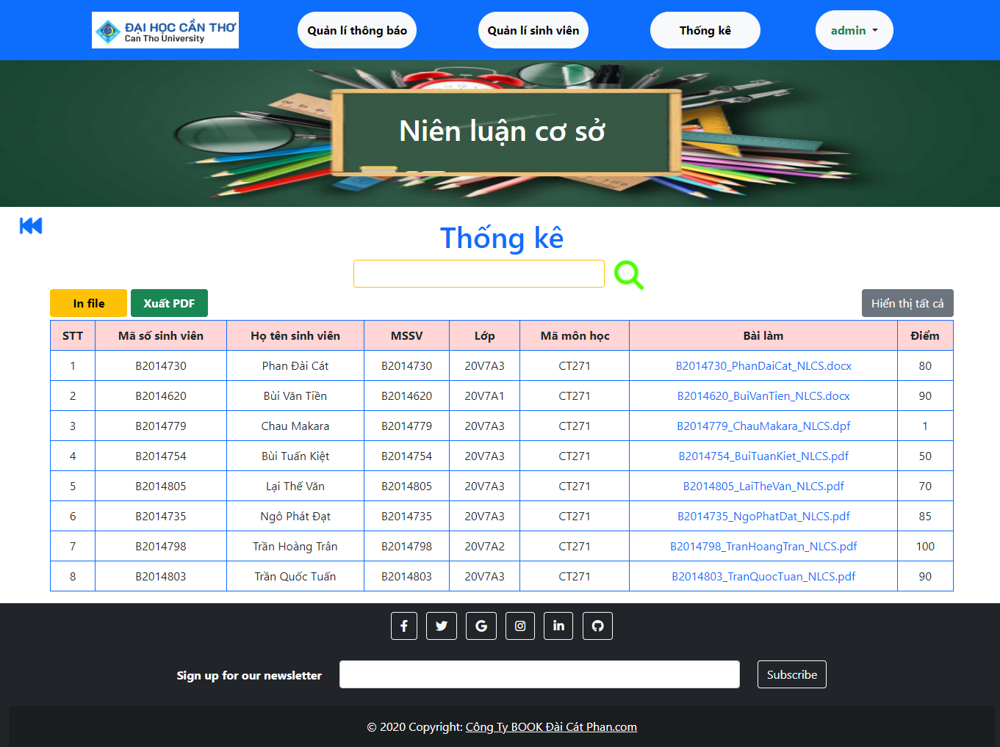 ĐẠI HỌC CẦN THƠ
Can Tho University
Quản lí thông báo
Quản lí sinh viên
Thống kê
admin
Niên luận cơ sở
Thống kê
In file
Xuất PDF
Hiển thị tất cả
STT Mã số sinh viên Họ tên sinh viên MSSV Lớp Mã môn học Bài làm Điểm
1 B2014730 Phan Đài Cát B2014730 20V7A3 CT271 B2014730_PhanDaiCat_NLCS.docx 80
2 B2014620 Bùi Văn Tiền B2014620 20V7A1 CT271 B2014620_BuiVanTien_NLCS.docx 90
3 B2014779 Chau Makara B2014779 20V7A3 CT271 B2014779_ChauMakara_NLCS.dpf 1
4 B2014754 Bùi Tuấn Kiệt B2014754 20V7A3 CT271 B2014754_BuiTuanKiet_NLCS.pdf 50
5 B2014805 Lại Thế Văn B2014805 20V7A3 CT271 B2014805_LaiTheVan_NLCS.pdf 70
6 B2014735 Ngô Phát Đạt B2014735 20V7A3 CT271 B2014735_NgoPhatDat_NLCS.pdf 85
7 B2014798 Trần Hoàng Trân B2014798 20V7A2 CT271 B2014798_TranHoangTran_NLCS.pdf 100
8 B2014803 Trần Quốc Tuấn B2014803 20V7A3 CT271 B2014803_TranQuocTuan_NLCS.pdf 90
Sign up for our newsletter
Subscribe
© 2020 Copyright: Công Ty BOOK Đài Cát Phan.com